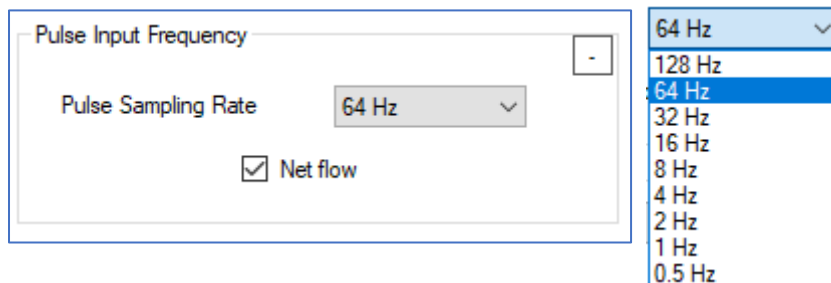 Pulse Input Frequency
-
Pulse Sampling Rate 64 Hz
Net flow
64 Hz
128 Hz
64 Hz
32 Hz
16 Hz
8 Hz
4 Hz
2 Hz
1 Hz
0.5 Hz